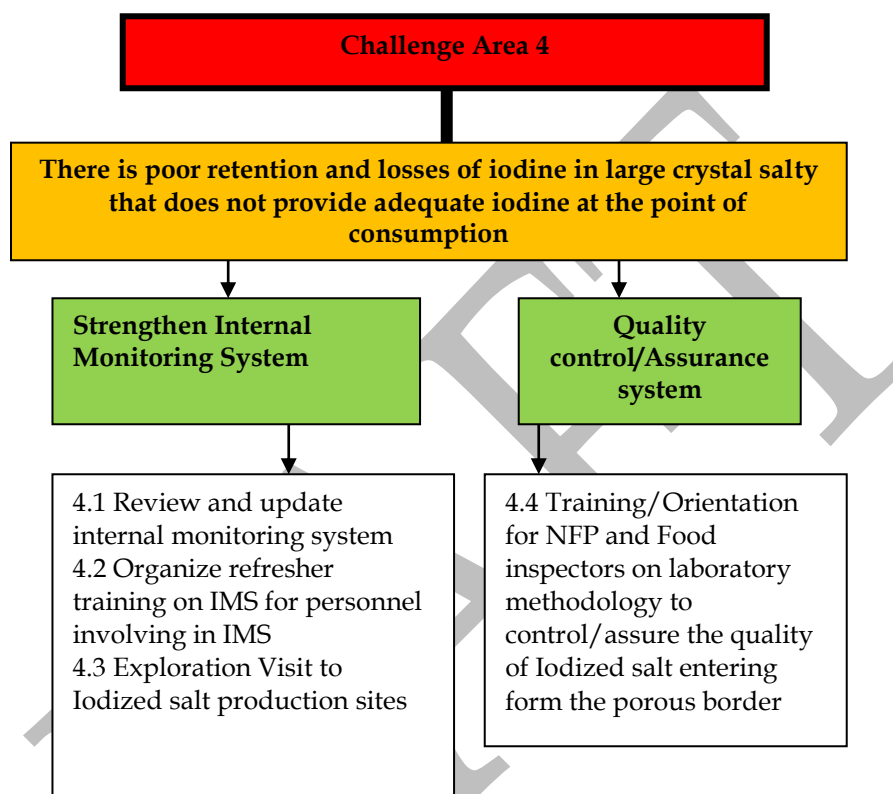 Challenge Area 4
There is poor retention and losses of iodine in large crystal salty
that does not provide adequate iodine at the point of
consumption
Strengthen Internal
Monitoring System
Quality
control/Assurance
system
4.1 Review and update
internal monitoring system
4.2 Organize refresher
training on IMS for personnel
involving in IMS
4.3 Exploration Visit to
Iodized salt production sites
4.4 Training/Orientation
for NFP and Food
inspectors on laboratory
methodology to
control/assure the quality
of Iodized salt entering
form the porous border